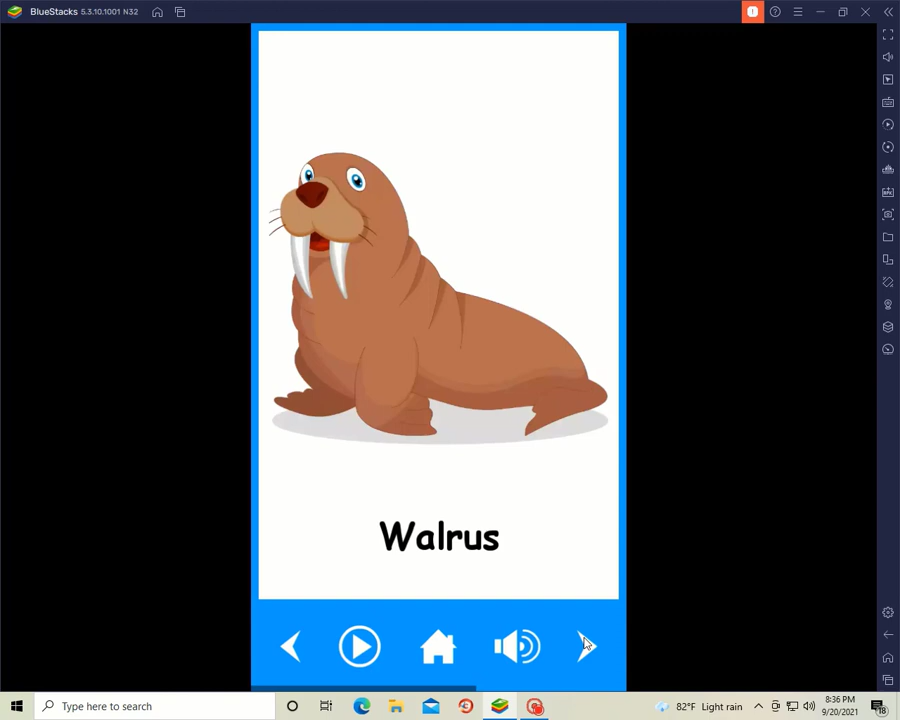 BlueStacks 5.3.10.1001 N32
Walrus
Type here to search
82°F Light rain
8:36 PM
9/20/2021
18